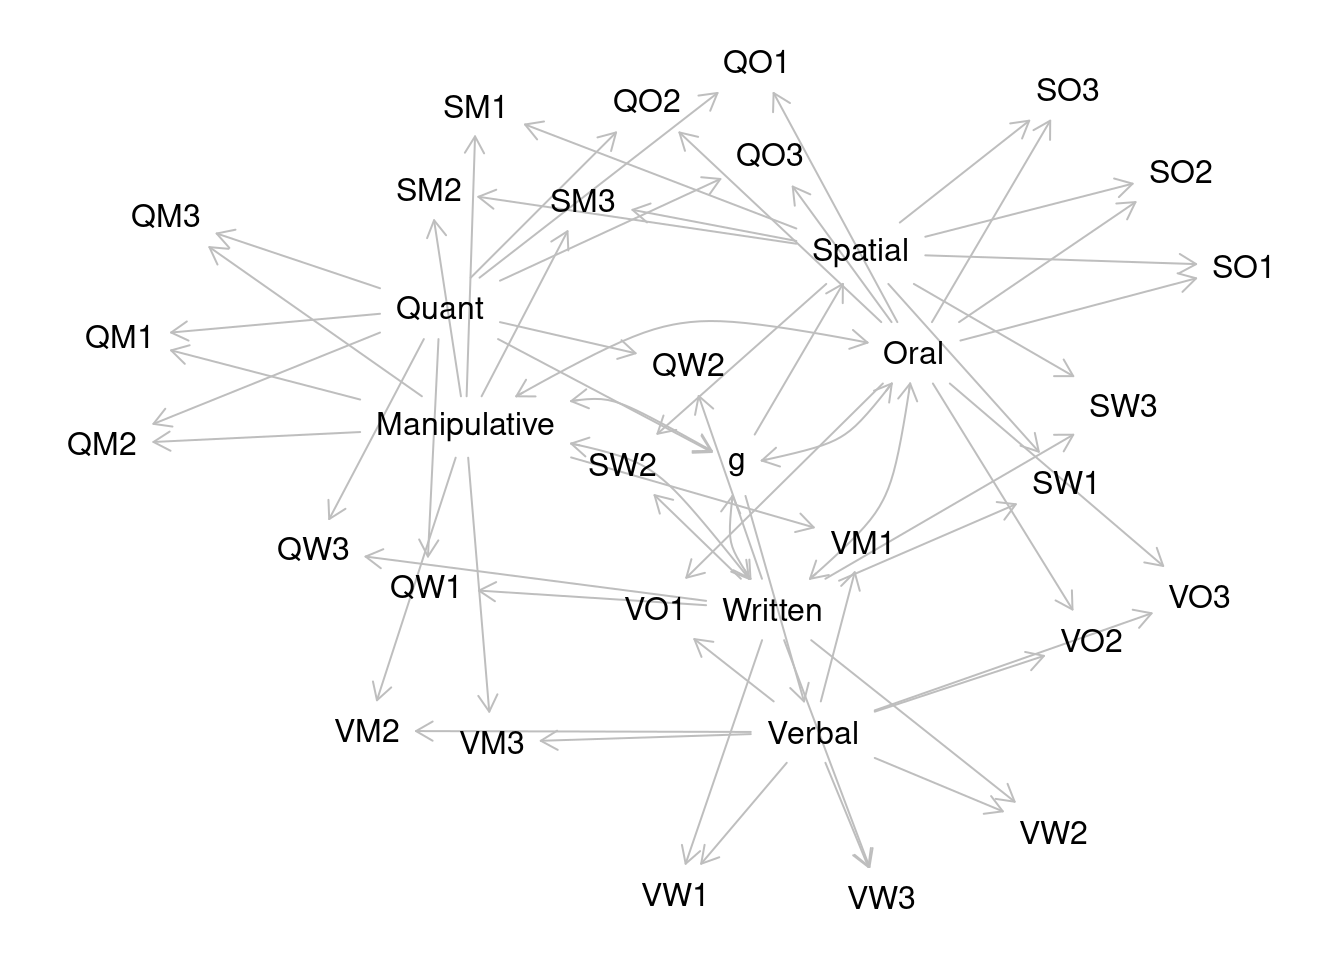 QO1
SO3
QO2
SM1
QO3
SO2
SM2
SM3
QM3
Spatial
SO1
Quant
QM1
Oral
QW2
SW3
Manipulative
QM2
g
SW2
SW1
VM1
QW3
QW1
VO3
VO1
Written
VO2
VM2
Verbal
VM3
VW2
VW1
VW3